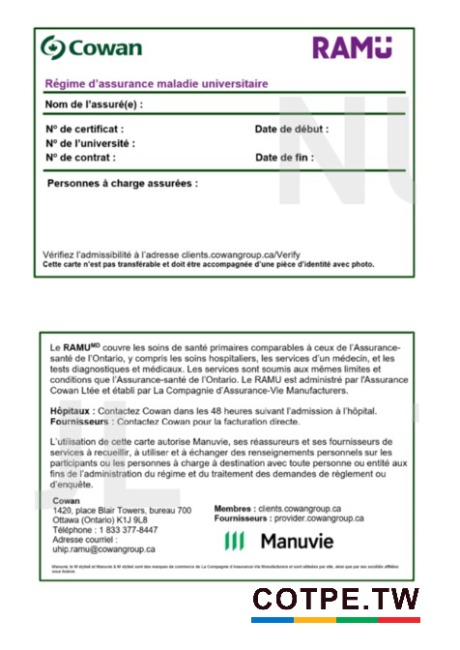 Cowan RAMU
Régime d'assurance maladie universitaire
Nom de l'assuré(e) :
Nº de certificat : Date de début :
Nº de l'université :
Nº de contrat : Date de fin :
Personnes à charge assurées :
NU
Vérifiez l'admissibilité à l'adresse clients.cowangroup.ca/Verify
Cette carte n'est pas transférable et doit être accompagnée d'une pièce d'identité avec photo.
Le RAMUᴹᴰ couvre les soins de santé primaires comparables à ceux de l'Assurance-
santé de l'Ontario, y compris les soins hospitaliers, les services d'un médecin, et les
tests diagnostiques et médicaux. Les services sont soumis aux mêmes limites et
conditions que l'Assurance-santé de l'Ontario. Le RAMU est administré par l'Assurance
Cowan Ltée et établi par La Compagnie d'Assurance-Vie Manufacturers.
Hôpitaux : Contactez Cowan dans les 48 heures suivant l'admission à l'hôpital.
Fournisseurs : Contactez Cowan pour la facturation directe.
L'utilisation de cette carte autorise Manuvie, ses réassureurs et ses fournisseurs de
services à recueillir, à utiliser et à échanger des renseignements personnels sur les
participants ou les personnes à charge à destination avec toute personne ou entité aux
fins de l'administration du régime et du traitement des demandes de règlement ou
d'enquête.
Cowan
1420, place Blair Towers, bureau 700
Ottawa (Ontario) K1J 9L8
Téléphone : 1 833 377-8447
Adresse courriel :
uhip.ramu@cowangroup.ca
Membres : clients.cowangroup.ca
Fournisseurs : provider.cowangroup.ca
Manuvie
COTPE.TW